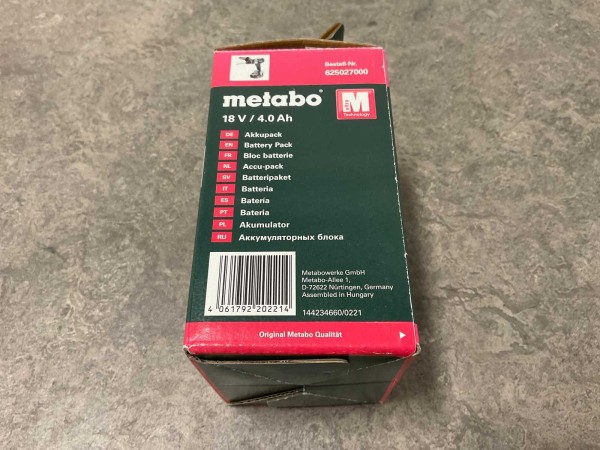 Bestell-Nr.
625027000
metabo
18 V / 4.0 Ah
M
Technology
DE Akkupack
EN Battery Pack
FR Bloc batterie
NL Accu-pack
SV Batteripaket
IT Batteria
ES Batería
PT Bateria
PL Akumulator
RU Аккумуляторных блока
Metabowerke GmbH
Metabo-Allee 1,
D-72622 Nürtingen, Germany
Assembled in Hungary
4 061792 202214
144234660/0221
Original Metabo Qualität